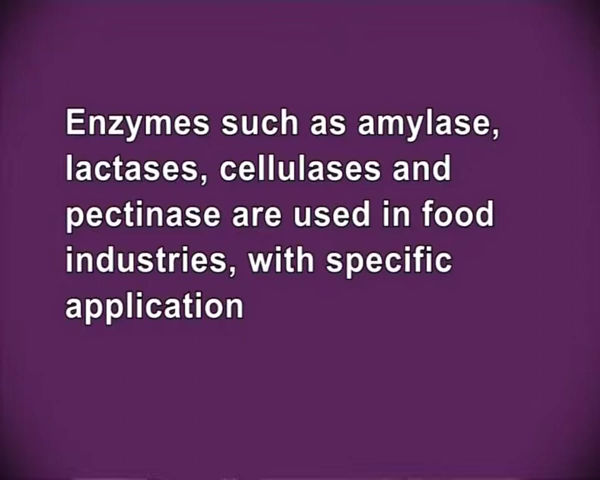 Enzymes such as amylase,
lactases, cellulases and
pectinase are used in food
industries, with specific
application